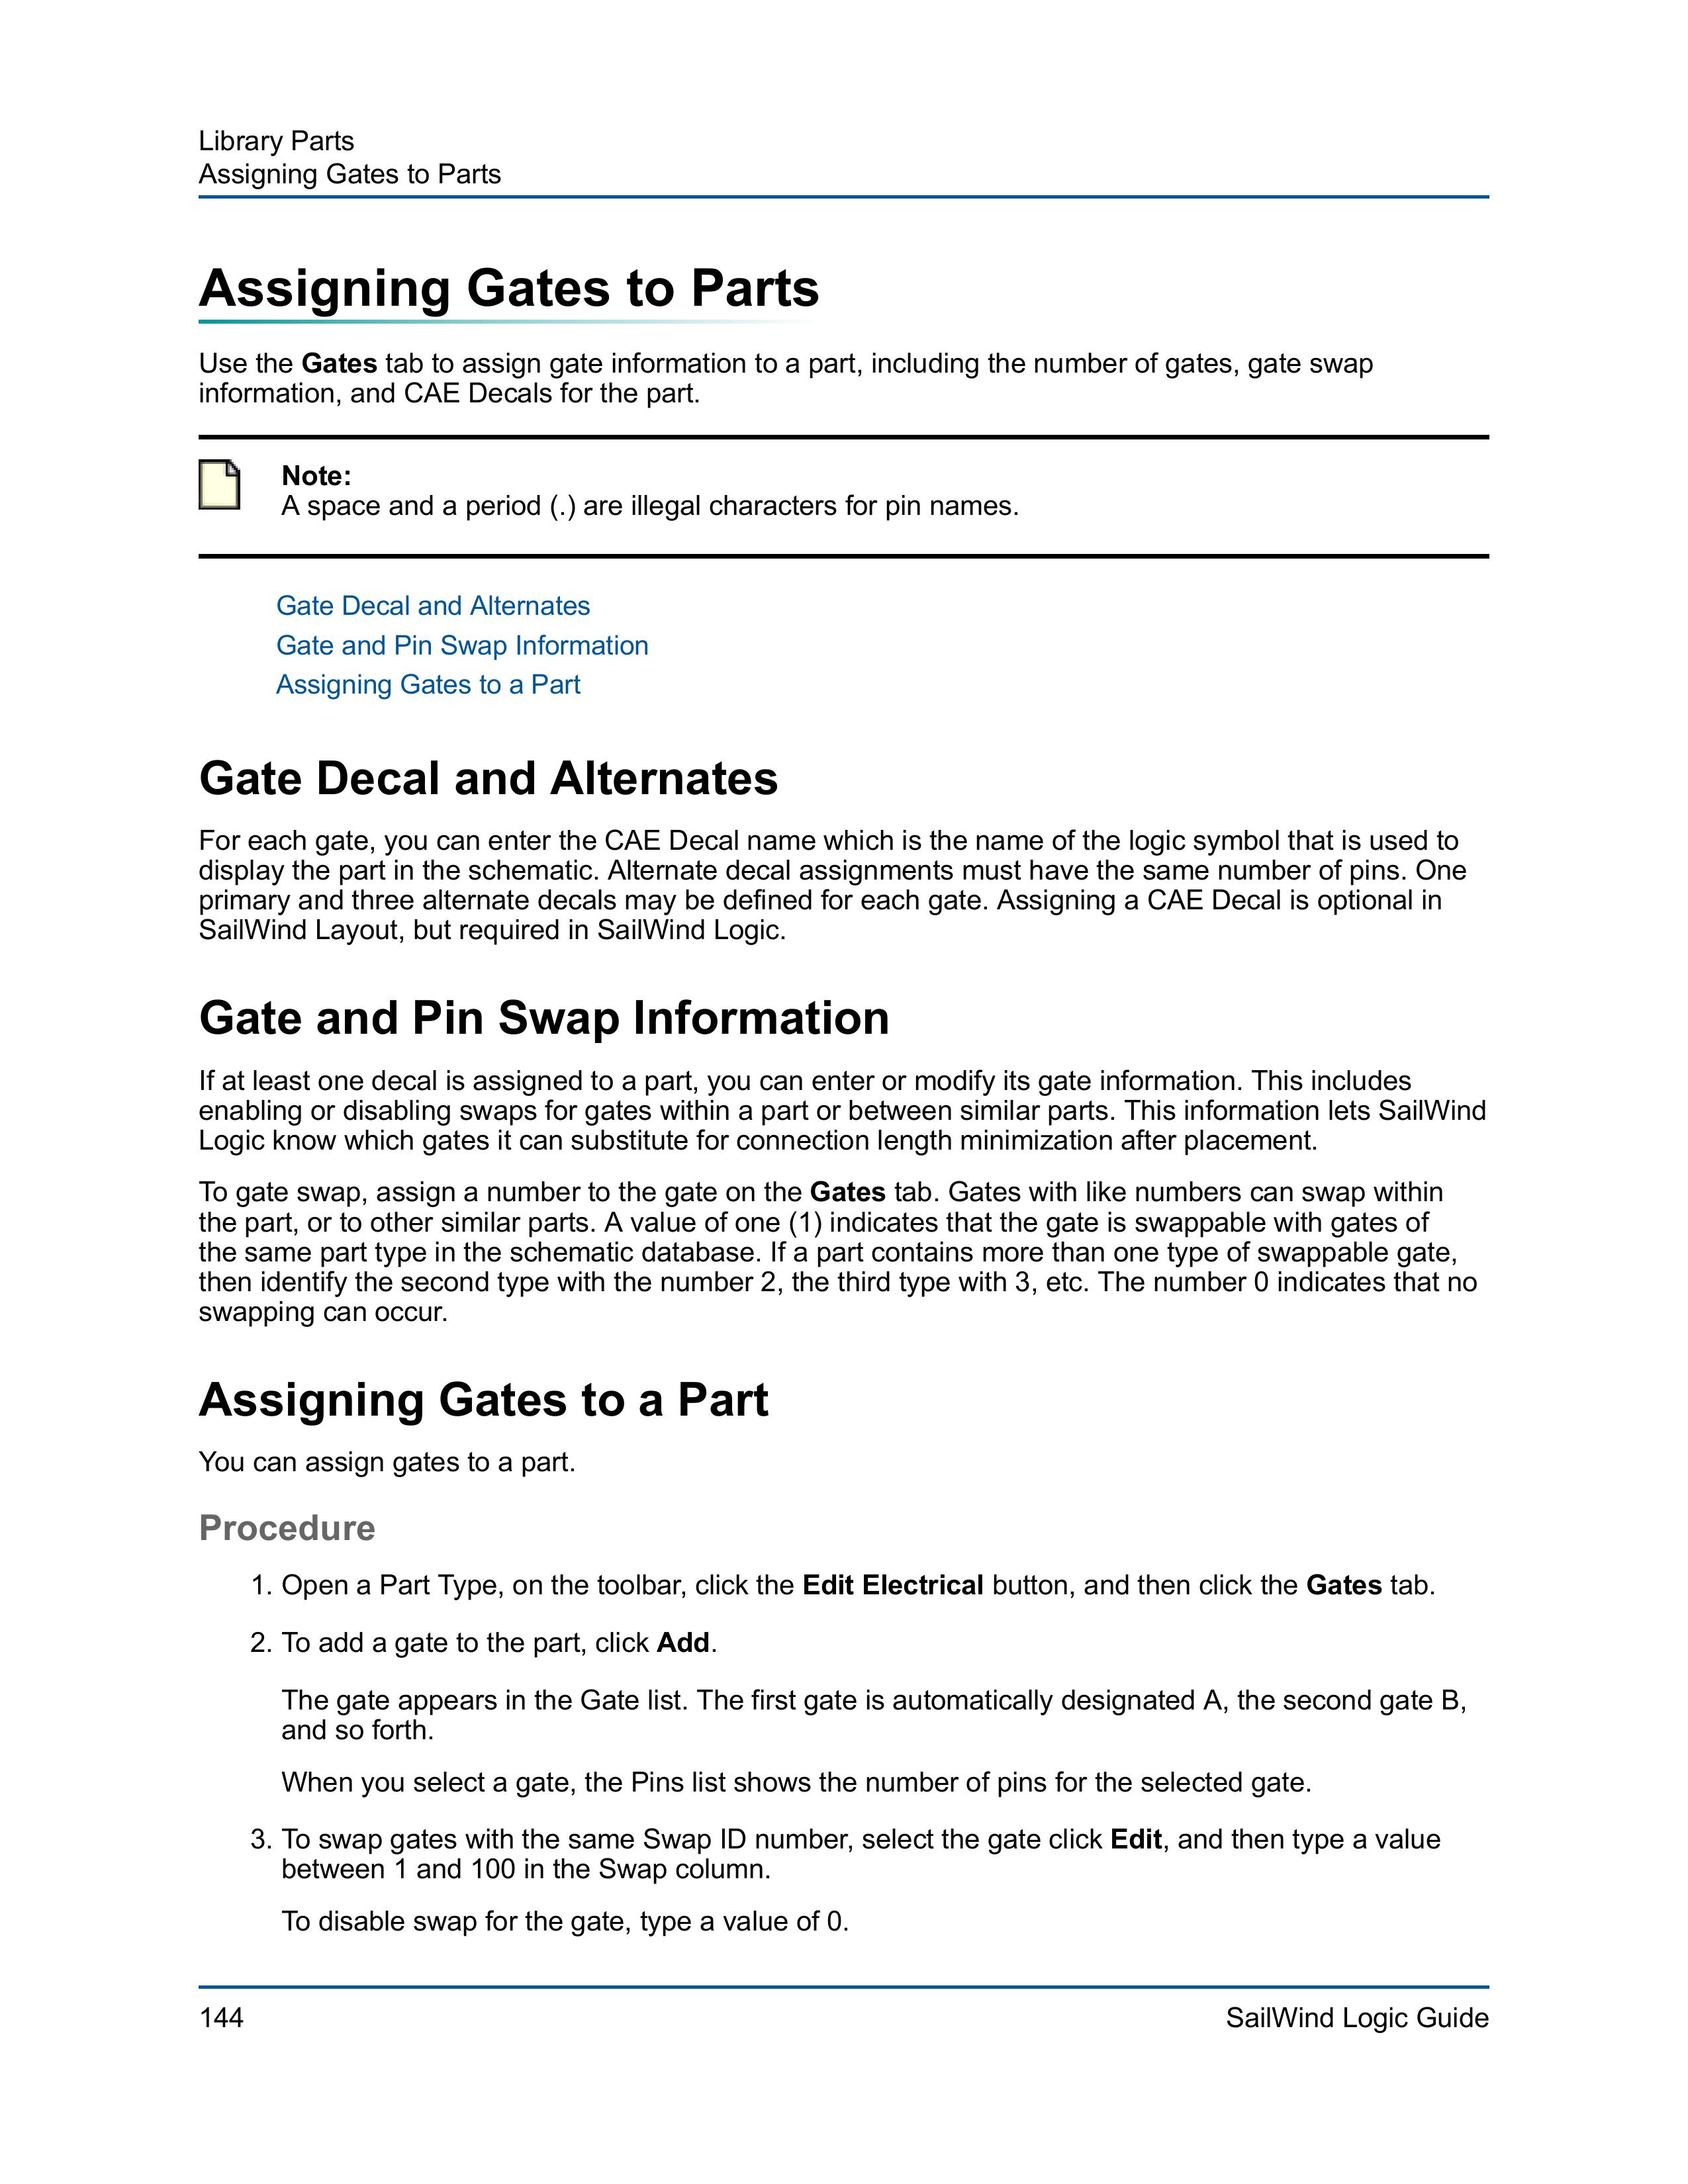 Library Parts
Assigning Gates to Parts
Assigning Gates to Parts
Use the Gates tab to assign gate information to a part, including the number of gates, gate swap
information, and CAE Decals for the part.
Note:
A space and a period (.) are illegal characters for pin names.
Gate Decal and Alternates
Gate and Pin Swap Information
Assigning Gates to a Part
Gate Decal and Alternates
For each gate, you can enter the CAE Decal name which is the name of the logic symbol that is used to
display the part in the schematic. Alternate decal assignments must have the same number of pins. One
primary and three alternate decals may be defined for each gate. Assigning a CAE Decal is optional in
SailWind Layout, but required in SailWind Logic.
Gate and Pin Swap Information
If at least one decal is assigned to a part, you can enter or modify its gate information. This includes
enabling or disabling swaps for gates within a part or between similar parts. This information lets SailWind
Logic know which gates it can substitute for connection length minimization after placement.
To gate swap, assign a number to the gate on the Gates tab. Gates with like numbers can swap within
the part, or to other similar parts. A value of one (1) indicates that the gate is swappable with gates of
the same part type in the schematic database. If a part contains more than one type of swappable gate,
then identify the second type with the number 2, the third type with 3, etc. The number 0 indicates that no
swapping can occur.
Assigning Gates to a Part
You can assign gates to a part.
Procedure
1. Open a Part Type, on the toolbar, click the Edit Electrical button, and then click the Gates tab.
2. To add a gate to the part, click Add.
The gate appears in the Gate list. The first gate is automatically designated A, the second gate B,
and so forth.
When you select a gate, the Pins list shows the number of pins for the selected gate.
3. To swap gates with the same Swap ID number, select the gate click Edit, and then type a value
between 1 and 100 in the Swap column.
To disable swap for the gate, type a value of 0.
144
SailWind Logic Guide